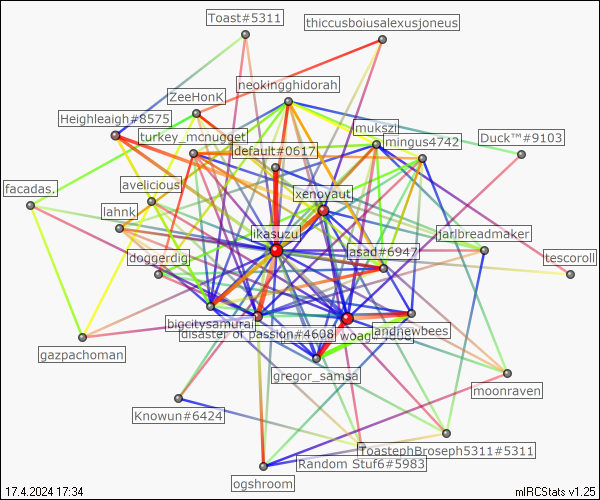 Toast#5311
thiccusboiusalexusjoneus
neokingghidorah
ZeeHonK
Heighleaigh#8575
mukszi
turkey_mcnugget
mingus4742
Duck™#9103
default#0617
facadas.
avelicious
xenoyaut
lahnk
likasuzu
jarlbreadmaker
doggerdig
asad#6947
tescoroll
bigcitysamurai
andnewbees
disaster of passion#4608
woag
gazpachoman
gregor_samsa
moonraven
Knowun#6424
ToastephBroseph5311#5311
Random Stuf6#5983
ogshroom
17.4.2024 17:34
mIRCStats v1.25